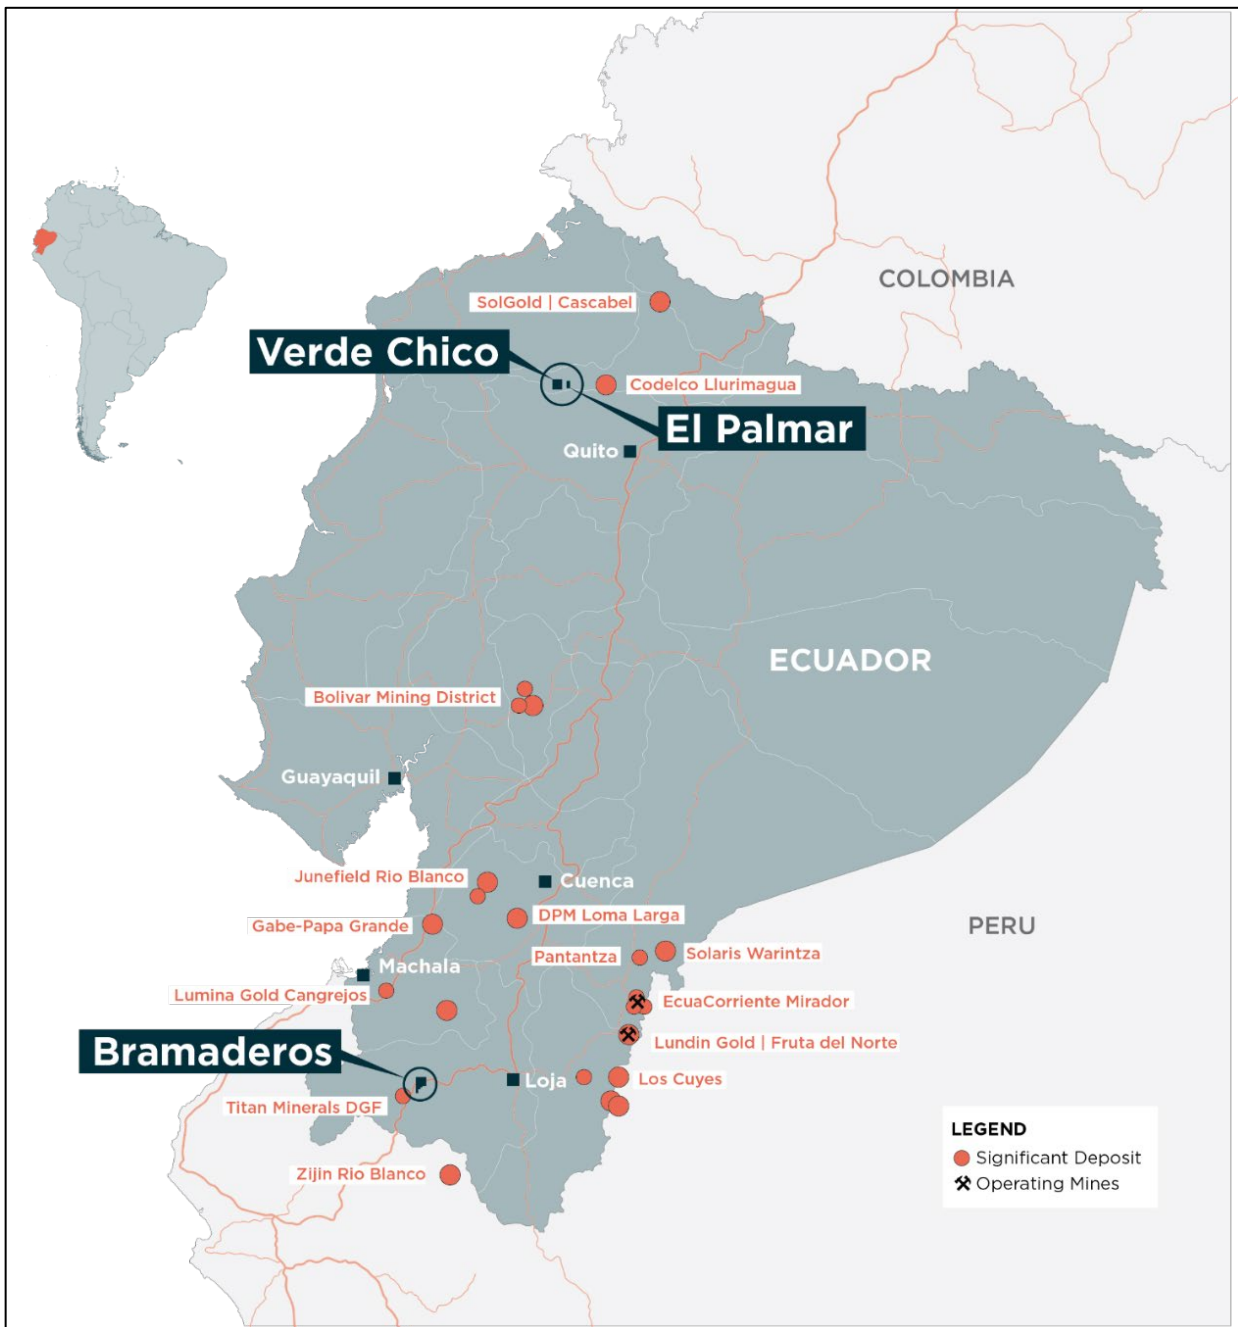 COLOMBIA
SolGold | Cascabel
Verde Chico
Codelco Llurimagua
El Palmar
Quito
ECUADOR
Bolivar Mining District
Guayaquil
Junefield Rio Blanco
Cuenca
DPM Loma Larga
Gabe-Papa Grande
PERU
Pantantza
Solaris Warintza
Machala
Lumina Gold Cangrejos
EcuaCorriente Mirador
Lundin Gold | Fruta del Norte
Bramaderos
Loja
Los Cuyes
Titan Minerals DGF
Zijin Rio Blanco
LEGEND
Significant Deposit
Operating Mines